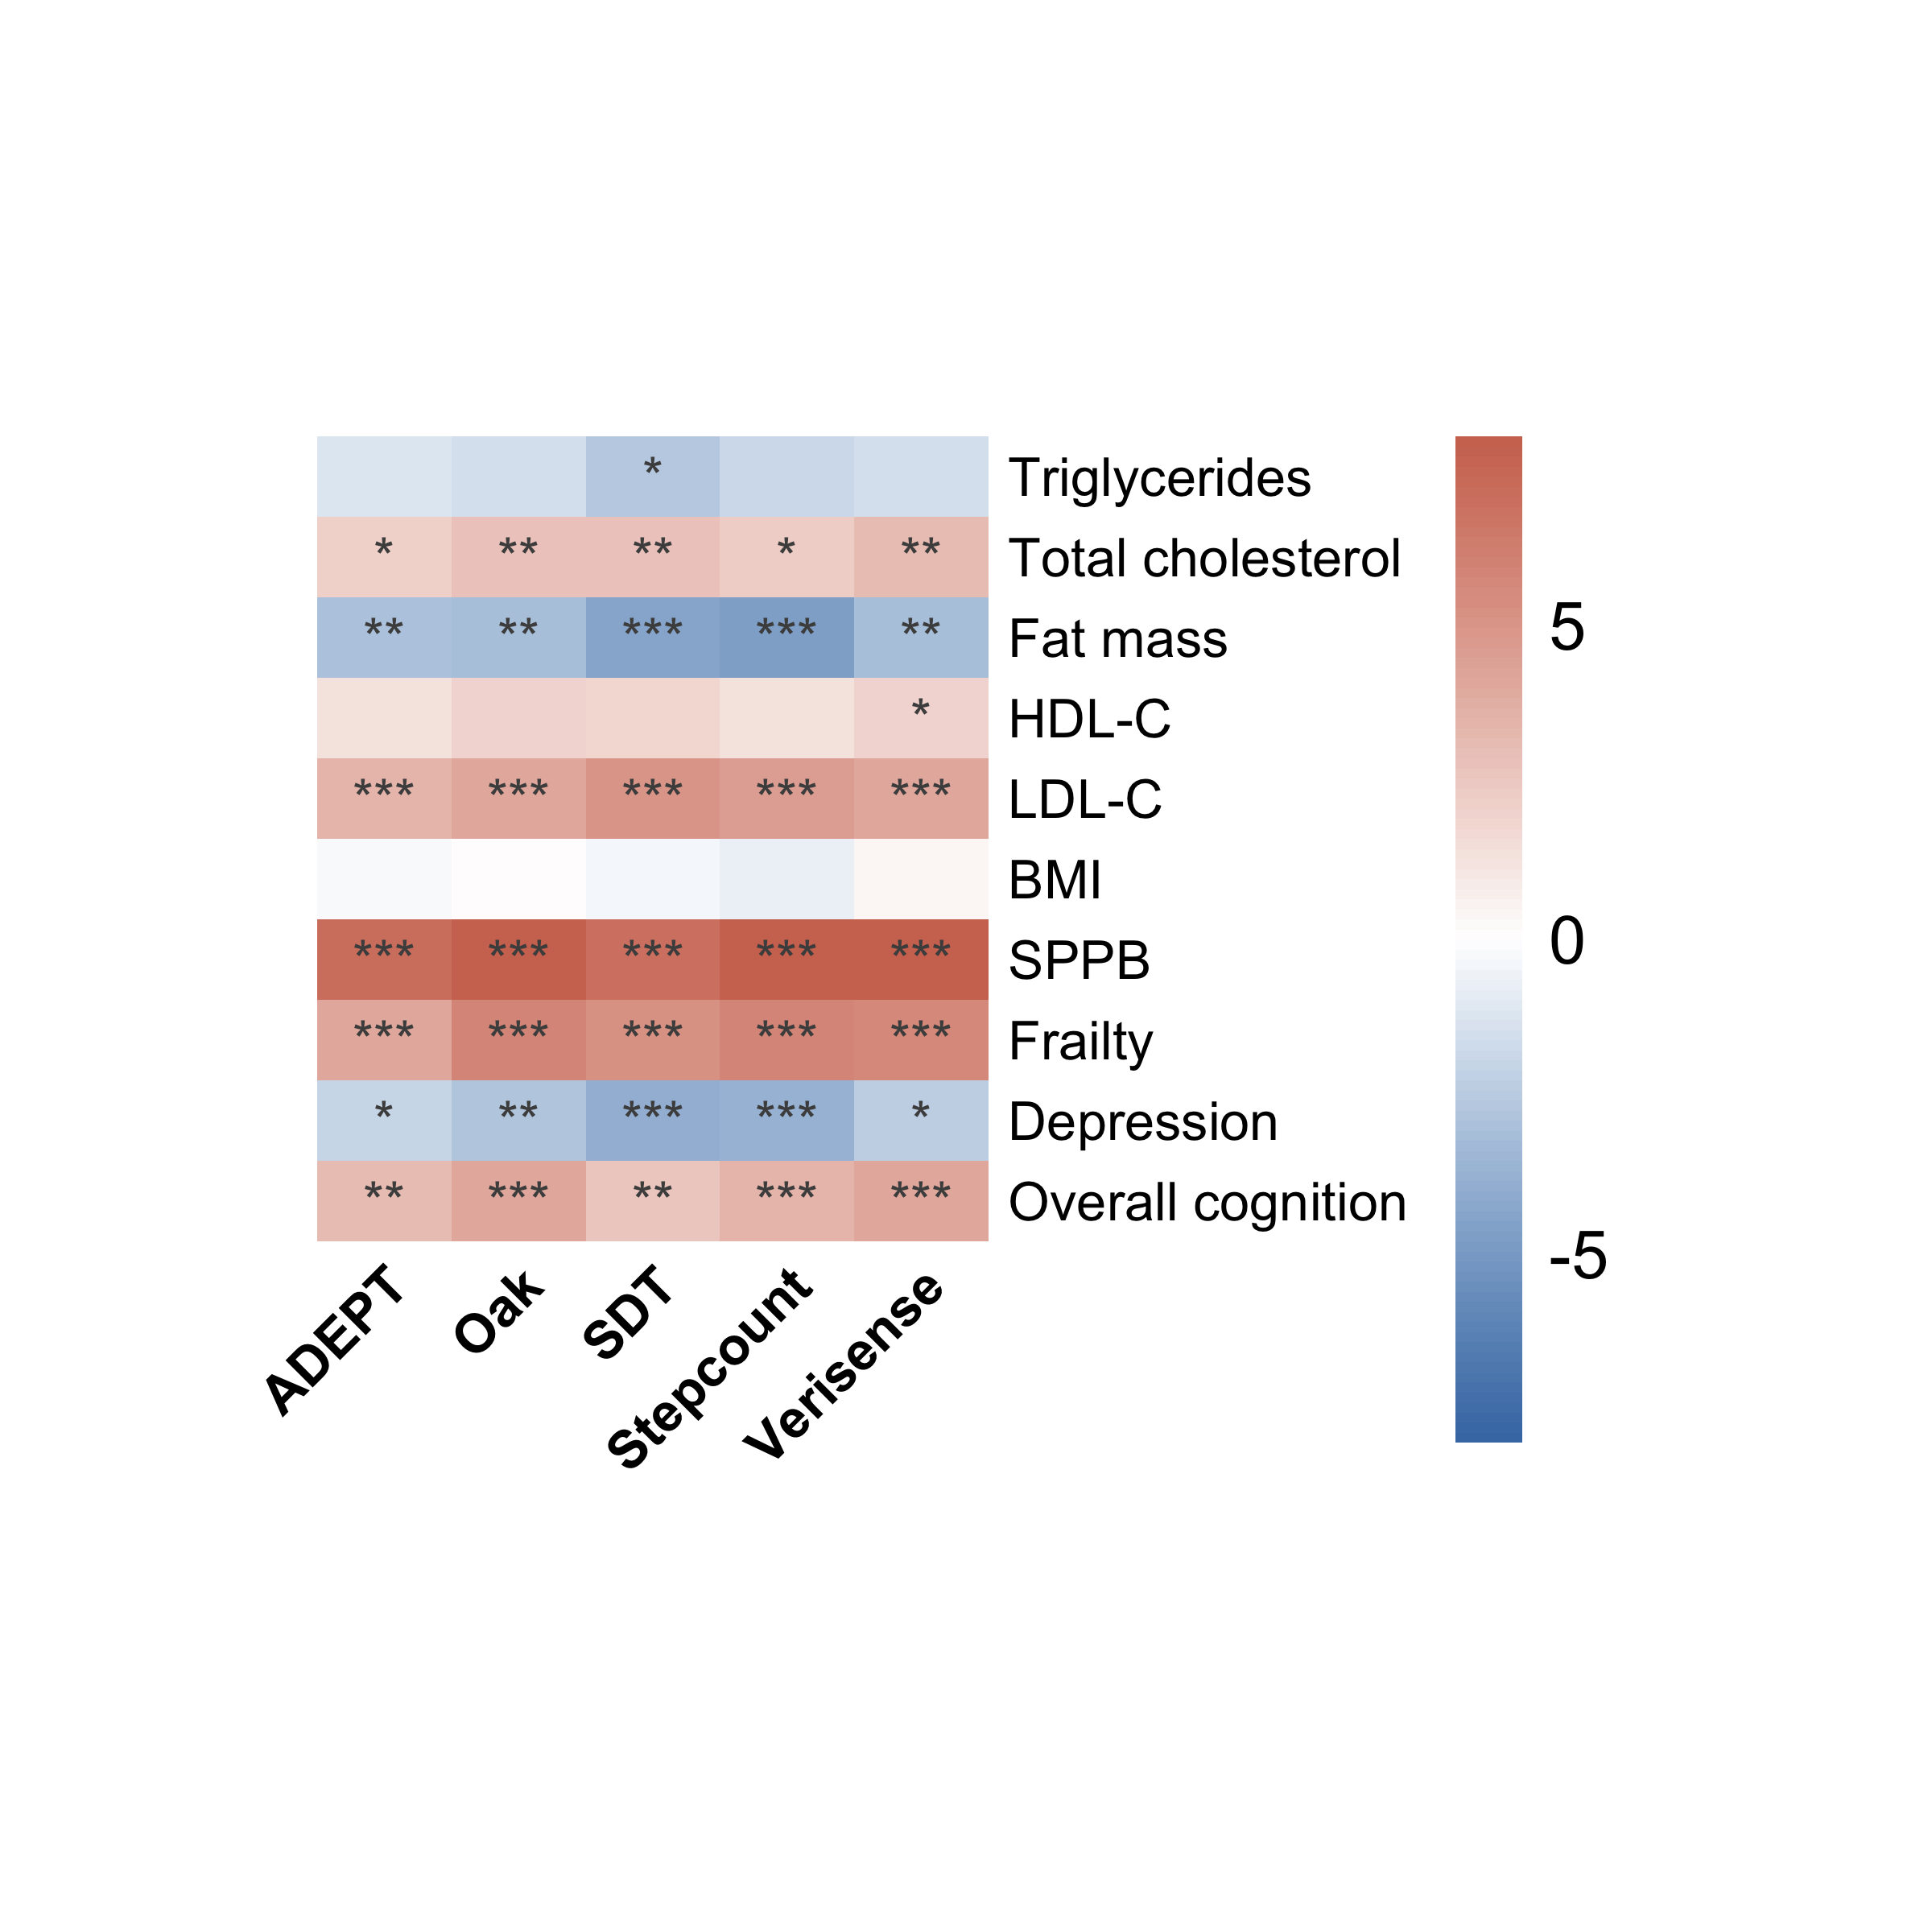 * Triglycerides
* ** ** * ** Total cholesterol
** ** *** *** ** Fat mass
* HDL-C
*** *** *** *** *** LDL-C
BMI
*** *** *** *** *** SPPB
*** *** *** *** *** Frailty
* ** *** *** * Depression
** *** ** *** *** Overall cognition
ADEPT Oak SDT Stepcount Verisense
5
0
-5